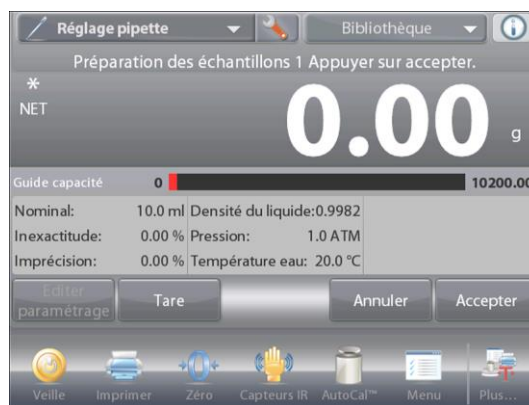 Réglage pipette Bibliothèque
Préparation des échantillons 1 Appuyer sur accepter.
*
NET
0.00 g
Guide capacité 0 10200.00
Nominal: 10.0 ml Densité du liquide:0.9982
Inexactitude: 0.00 % Pression: 1.0 ATM
Imprécision: 0.00 % Température eau: 20.0 °C
Editer paramétrage Tare Annuler Accepter
Veille Imprimer Zéro Capteurs IR AutoCal™ Menu Plus...